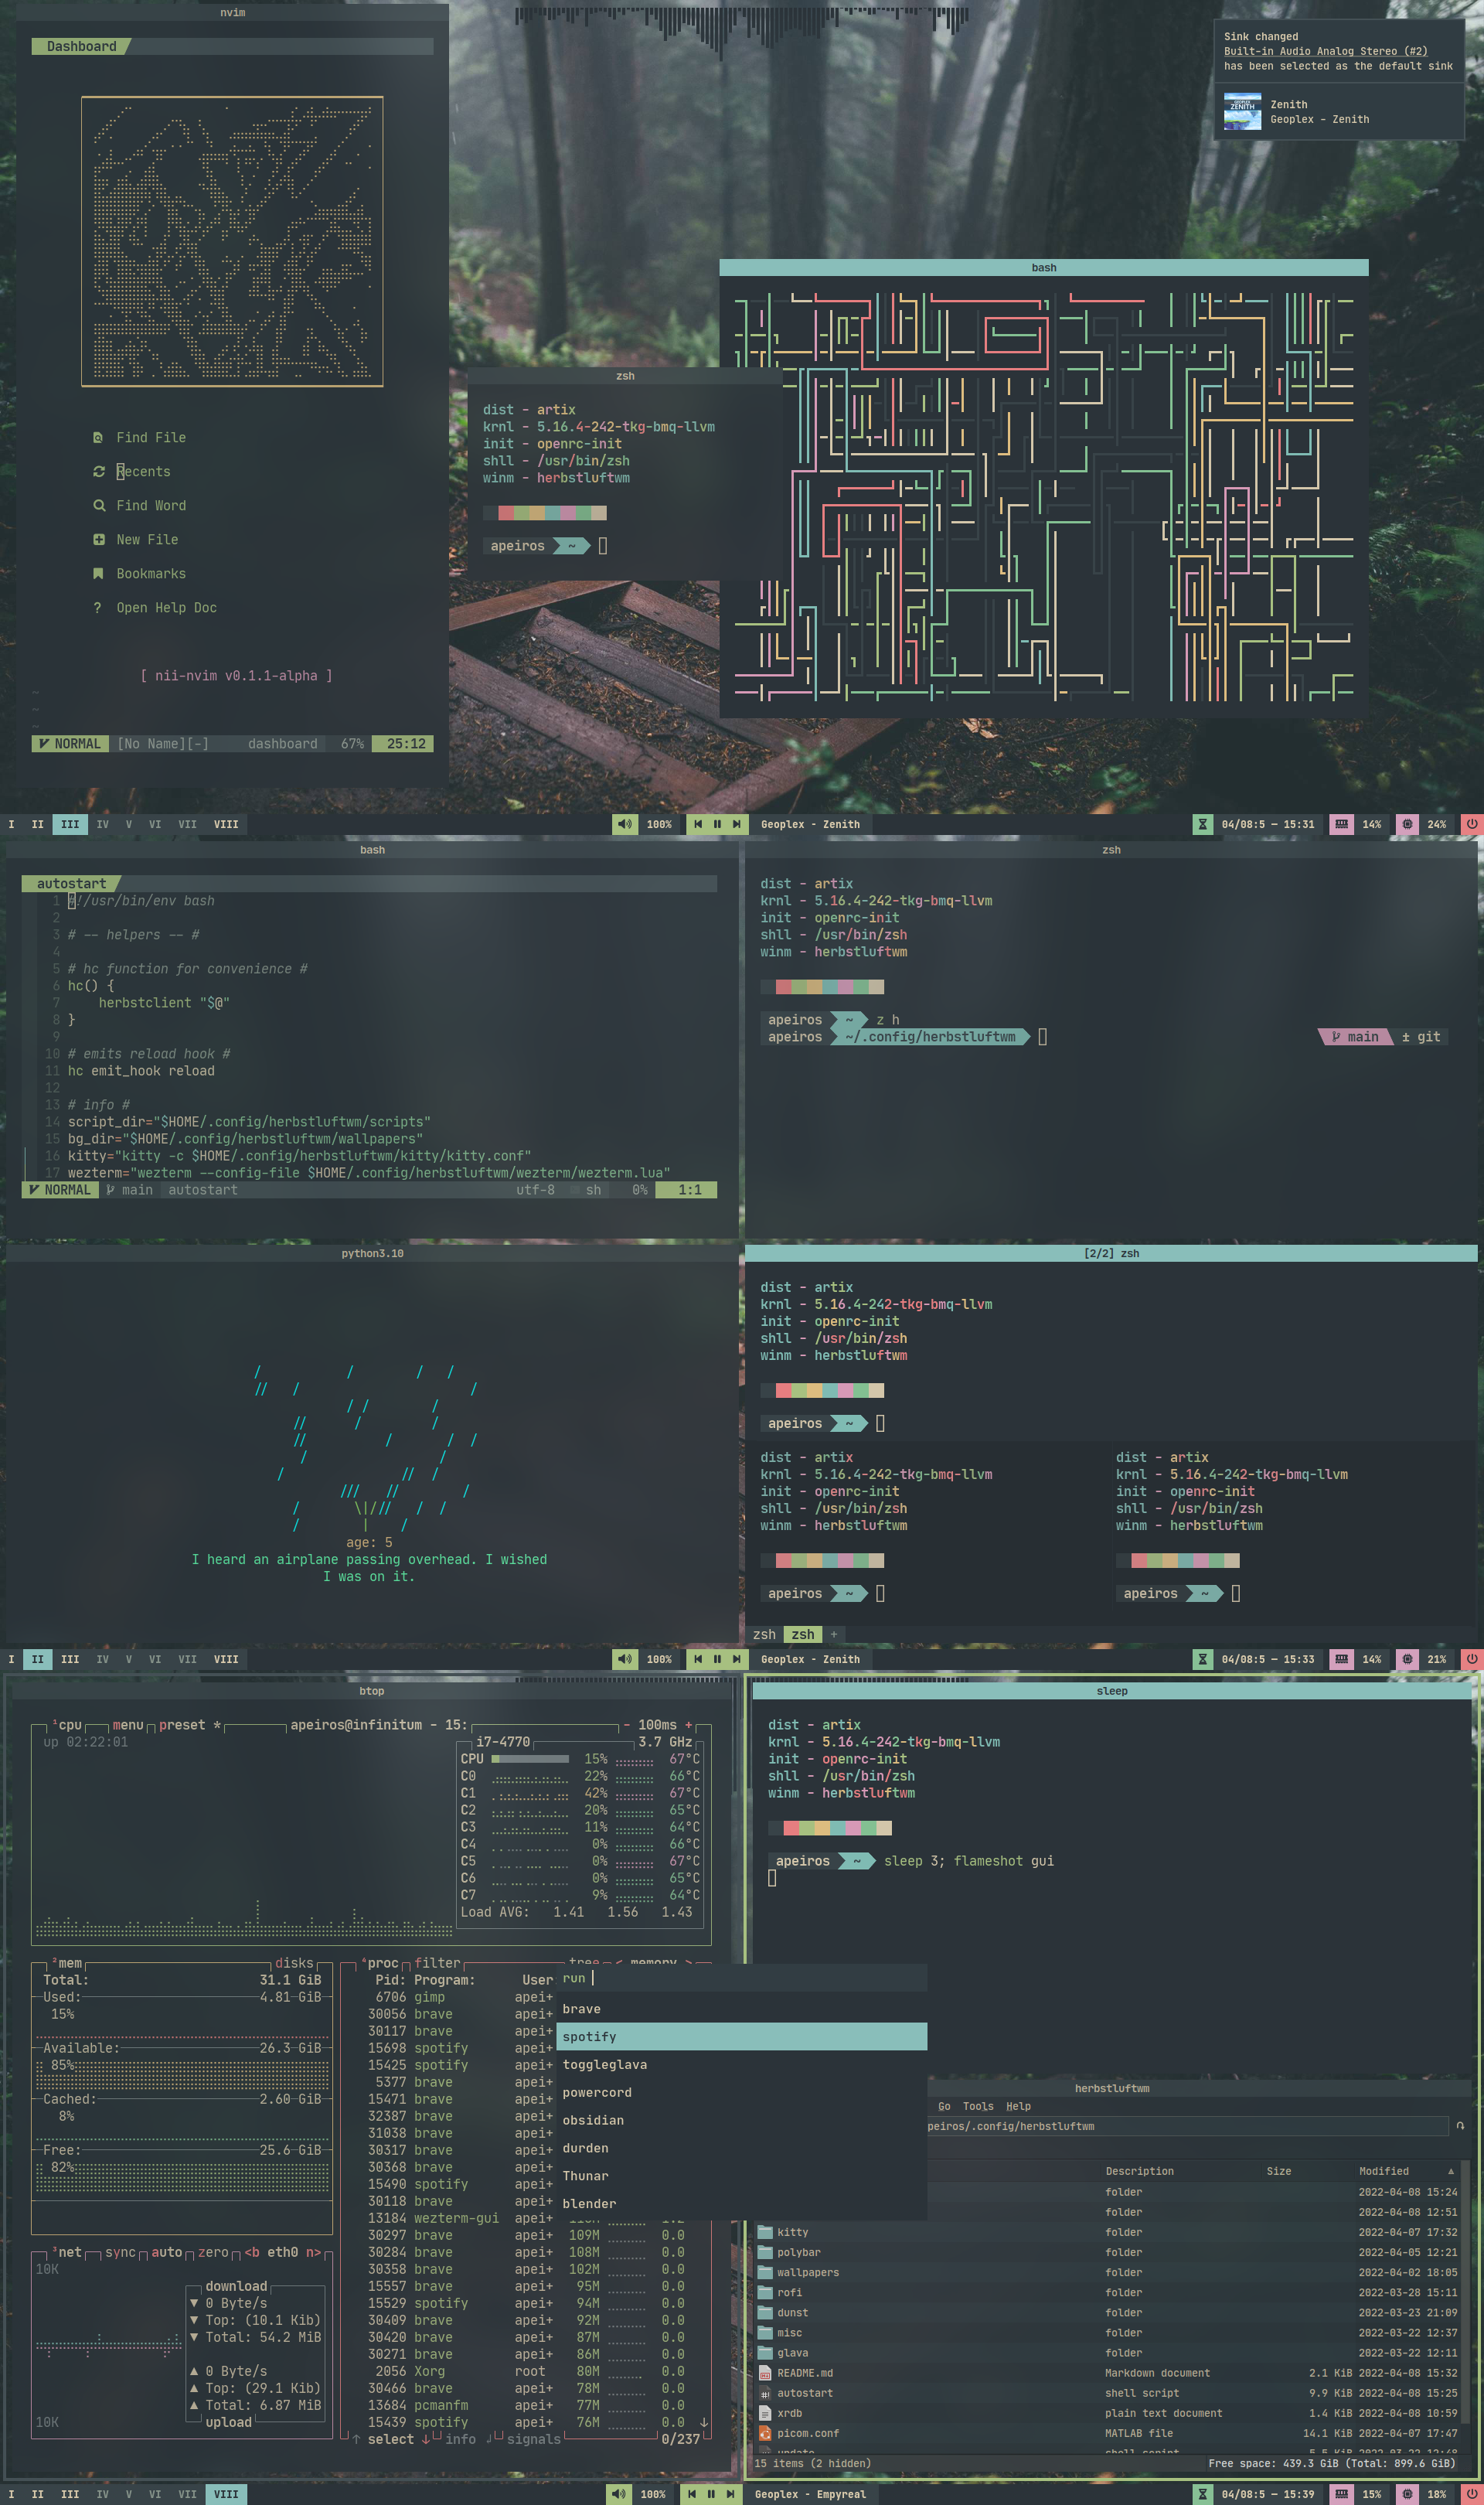 nvim
Dashboard
Find File
Recents
Find Word
New File
Bookmarks
? Open Help Doc
[ nii-nvim v0.1.1-alpha ]
~
~
~
NORMAL [No Name][-] dashboard 67% 25:12
Sink changed
Built-in Audio Analog Stereo (#2)
has been selected as the default sink
GEOPLEX
ZENITH
Zenith
Geoplex - Zenith
bash
zsh
dist - artix
krnl - 5.16.4-242-tkg-bmq-llvm
init - openrc-init
shll - /usr/bin/zsh
winm - herbstluftwm
apeiros ~
I II III IV V VI VII VIII 100% Geoplex - Zenith 04/08:5 — 15:31 14% 24%
bash
autostart
1 #!/usr/bin/env bash
2
3 # -- helpers -- #
4
5 # hc function for convenience #
6 hc() {
7 herbstclient "$@"
8 }
9
10 # emits reload hook #
11 hc emit_hook reload
12
13 # info #
14 script_dir="$HOME/.config/herbstluftwm/scripts"
15 bg_dir="$HOME/.config/herbstluftwm/wallpapers"
16 kitty="kitty -c $HOME/.config/herbstluftwm/kitty/kitty.conf"
17 wezterm="wezterm --config-file $HOME/.config/herbstluftwm/wezterm/wezterm.lua"
NORMAL main autostart utf-8 sh 0% 1:1
zsh
dist - artix
krnl - 5.16.4-242-tkg-bmq-llvm
init - openrc-init
shll - /usr/bin/zsh
winm - herbstluftwm
apeiros ~ z h
apeiros ~/.config/herbstluftwm main ± git
python3.10
age: 5
I heard an airplane passing overhead. I wished
I was on it.
[2/2] zsh
dist - artix
krnl - 5.16.4-242-tkg-bmq-llvm
init - openrc-init
shll - /usr/bin/zsh
winm - herbstluftwm
apeiros ~
dist - artix
krnl - 5.16.4-242-tkg-bmq-llvm
init - openrc-init
shll - /usr/bin/zsh
winm - herbstluftwm
apeiros ~
dist - artix
krnl - 5.16.4-242-tkg-bmq-llvm
init - openrc-init
shll - /usr/bin/zsh
winm - herbstluftwm
apeiros ~
zsh zsh +
I II III IV V VI VII VIII 100% Geoplex - Zenith 04/08:5 — 15:33 14% 21%
btop
¹cpu menu preset * apeiros@infinitum - 15: - 100ms +
up 02:22:01
i7-4770 3.7 GHz
CPU 15% 67°C
C0 22% 66°C
C1 42% 67°C
C2 20% 65°C
C3 11% 64°C
C4 0% 66°C
C5 0% 67°C
C6 0% 65°C
C7 9% 64°C
Load AVG: 1.41 1.56 1.43
²mem disks
Total: 31.1 GiB
Used: 4.81 GiB
15%
Available: 26.3 GiB
85%
Cached: 2.60 GiB
8%
Free: 25.6 GiB
82%
³net sync auto zero <b eth0 n>
10K
download
▼ 0 Byte/s
▼ Top: (10.1 Kib)
▼ Total: 54.2 MiB
▲ 0 Byte/s
▲ Top: (29.1 Kib)
▲ Total: 6.87 MiB
10K
upload
⁴proc filter tree < memory >
Pid: Program: User
6706 gimp apei+
30056 brave apei+
30117 brave apei+
15698 spotify apei+
15425 spotify apei+
5377 brave apei+
15471 brave apei+
32387 brave apei+
31038 brave apei+
30317 brave apei+
30368 brave apei+
15490 spotify apei+
30118 brave apei+
13184 wezterm-gui apei+
30297 brave apei+ 109M 0.0
30284 brave apei+ 108M 0.0
30358 brave apei+ 102M 0.0
15557 brave apei+ 95M 0.0
15529 spotify apei+ 94M 0.0
30409 brave apei+ 92M 0.0
30420 brave apei+ 87M 0.0
30271 brave apei+ 86M 0.0
2056 Xorg root 80M 0.0
30466 brave apei+ 78M 0.0
13684 pcmanfm apei+ 77M 0.0
15439 spotify apei+ 76M 0.0 ↓
↑ select ↓ info ↲ signals 0/237
run
brave
spotify
toggleglava
powercord
obsidian
durden
Thunar
blender
sleep
dist - artix
krnl - 5.16.4-242-tkg-bmq-llvm
init - openrc-init
shll - /usr/bin/zsh
winm - herbstluftwm
apeiros ~ sleep 3; flameshot gui
herbstluftwm
Go Tools Help
peiros/.config/herbstluftwm
Description Size Modified
folder 2022-04-08 15:24
folder 2022-04-08 12:51
kitty folder 2022-04-07 17:32
polybar folder 2022-04-05 12:21
wallpapers folder 2022-04-02 18:05
rofi folder 2022-03-28 15:11
dunst folder 2022-03-23 21:09
misc folder 2022-03-22 12:37
glava folder 2022-03-22 12:11
README.md Markdown document 2.1 KiB 2022-04-08 15:32
autostart shell script 9.9 KiB 2022-04-08 15:25
xrdb plain text document 1.4 KiB 2022-04-08 10:59
picom.conf MATLAB file 14.1 KiB 2022-04-07 17:47
update shell script 5.5 KiB 2022-03-22 12:48
15 items (2 hidden) Free space: 439.3 GiB (Total: 899.6 GiB)
I II III IV V VI VII VIII 100% Geoplex - Empyreal 04/08:5 — 15:39 15% 18%